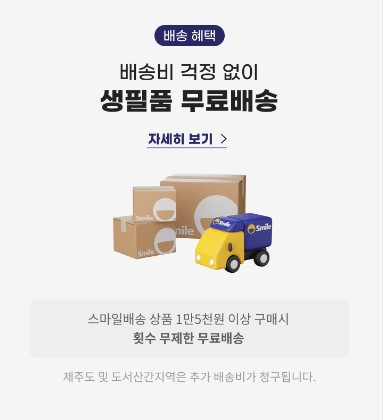 배송 혜택
배송비 걱정 없이
생필품 무료배송
자세히 보기 >
Smile
Smile
Smile
Smile
스마일배송 상품 1만5천원 이상 구매시
횟수 무제한 무료배송
제주도 및 도서산간지역은 추가 배송비가 청구됩니다.